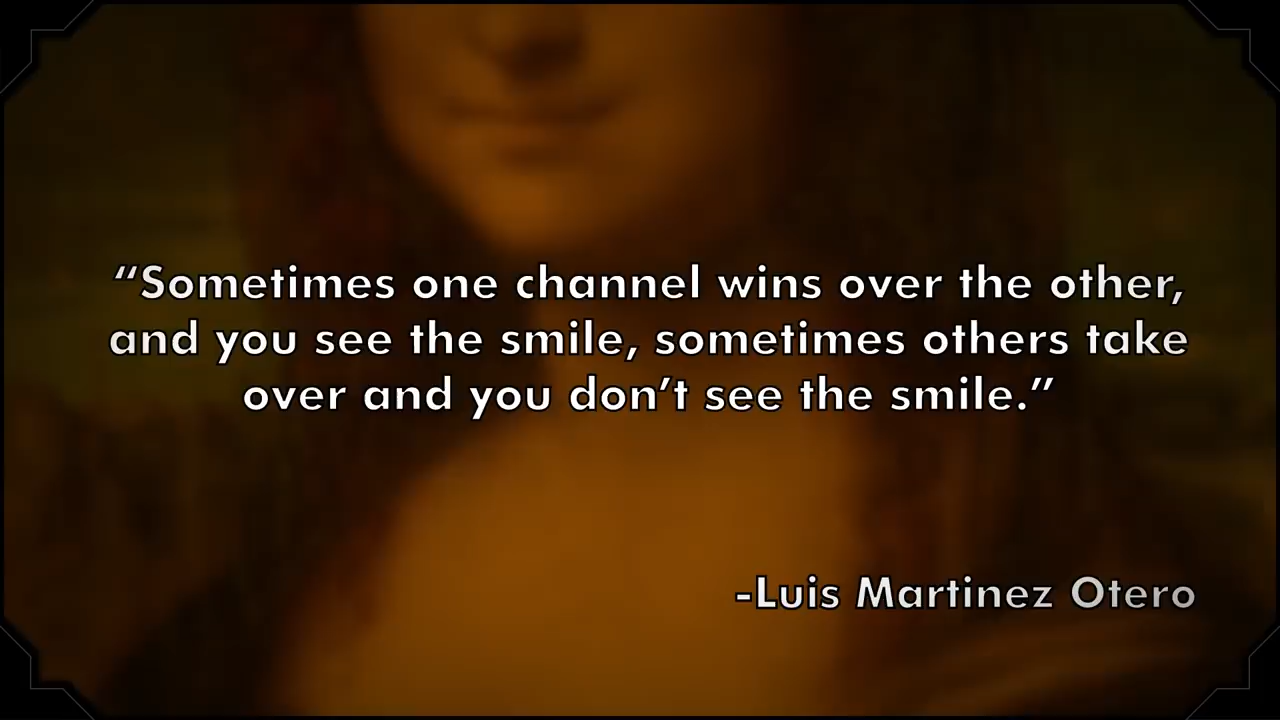 “Sometimes one channel wins over the other,
and you see the smile, sometimes others take
over and you don’t see the smile.”
-Luis Martinez Otero